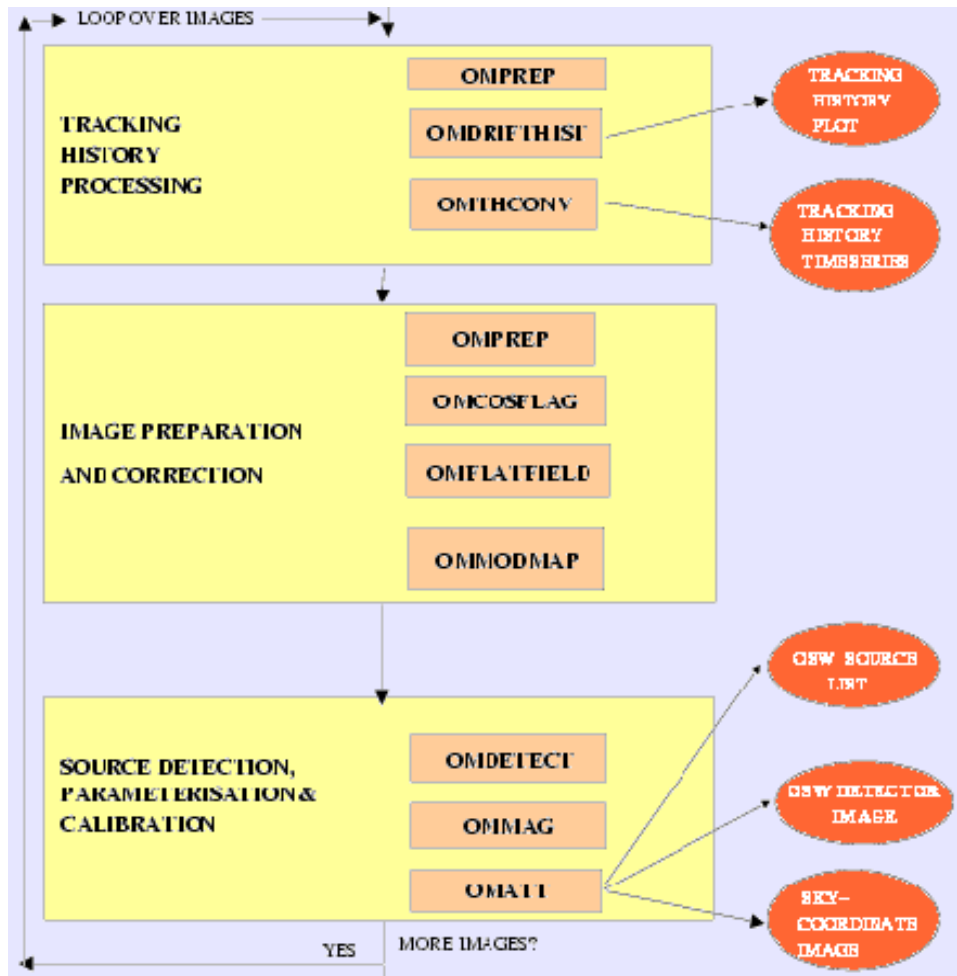 LOOP OVER IMAGES
TRACKING
HISTORY
PROCESSING
OMPREP
OMDRIFTHIST
OMTHCONV
TRACKING
HISTORY
PLOT
TRACKING
HISTORY
TIMESERIES
IMAGE PREPARATION
AND CORRECTION
OMPREP
OMCOSFLAG
OMFLATFIELD
OMMODMAP
SOURCE DETECTION,
PARAMETERISATION &
CALIBRATION
OMDETECT
OMMAG
OMATT
OSW SOURCE
LIST
OSW DETECTOR
IMAGE
SKY-
COORDINATE
IMAGE
YES
MORE IMAGES?